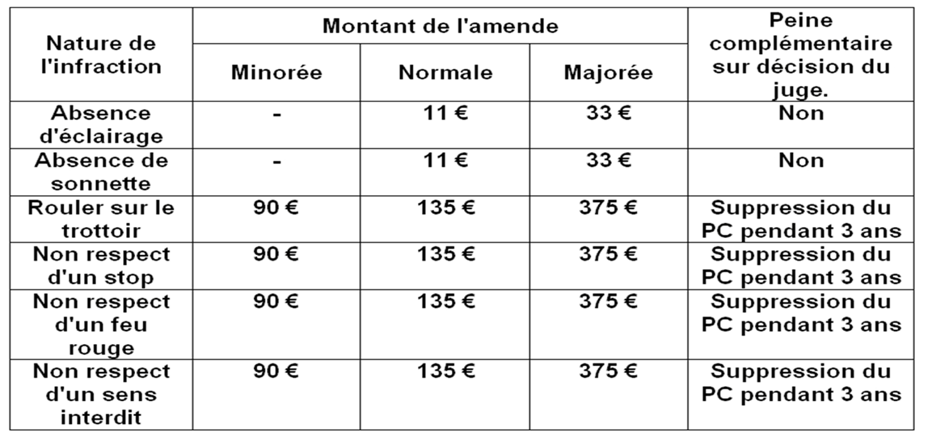 Nature de
l'infraction
Montant de l'amende
Peine
complémentaire
sur décision du
juge.
Minorée
Normale
Majorée
Absence
d'éclairage
-
11 €
33 €
Non
Absence de
sonnette
-
11 €
33 €
Non
Rouler sur le
trottoir
90 €
135 €
375 €
Suppression du
PC pendant 3 ans
Non respect
d'un stop
90 €
135 €
375 €
Suppression du
PC pendant 3 ans
Non respect
d'un feu
rouge
90 €
135 €
375 €
Suppression du
PC pendant 3 ans
Non respect
d'un sens
interdit
90 €
135 €
375 €
Suppression du
PC pendant 3 ans